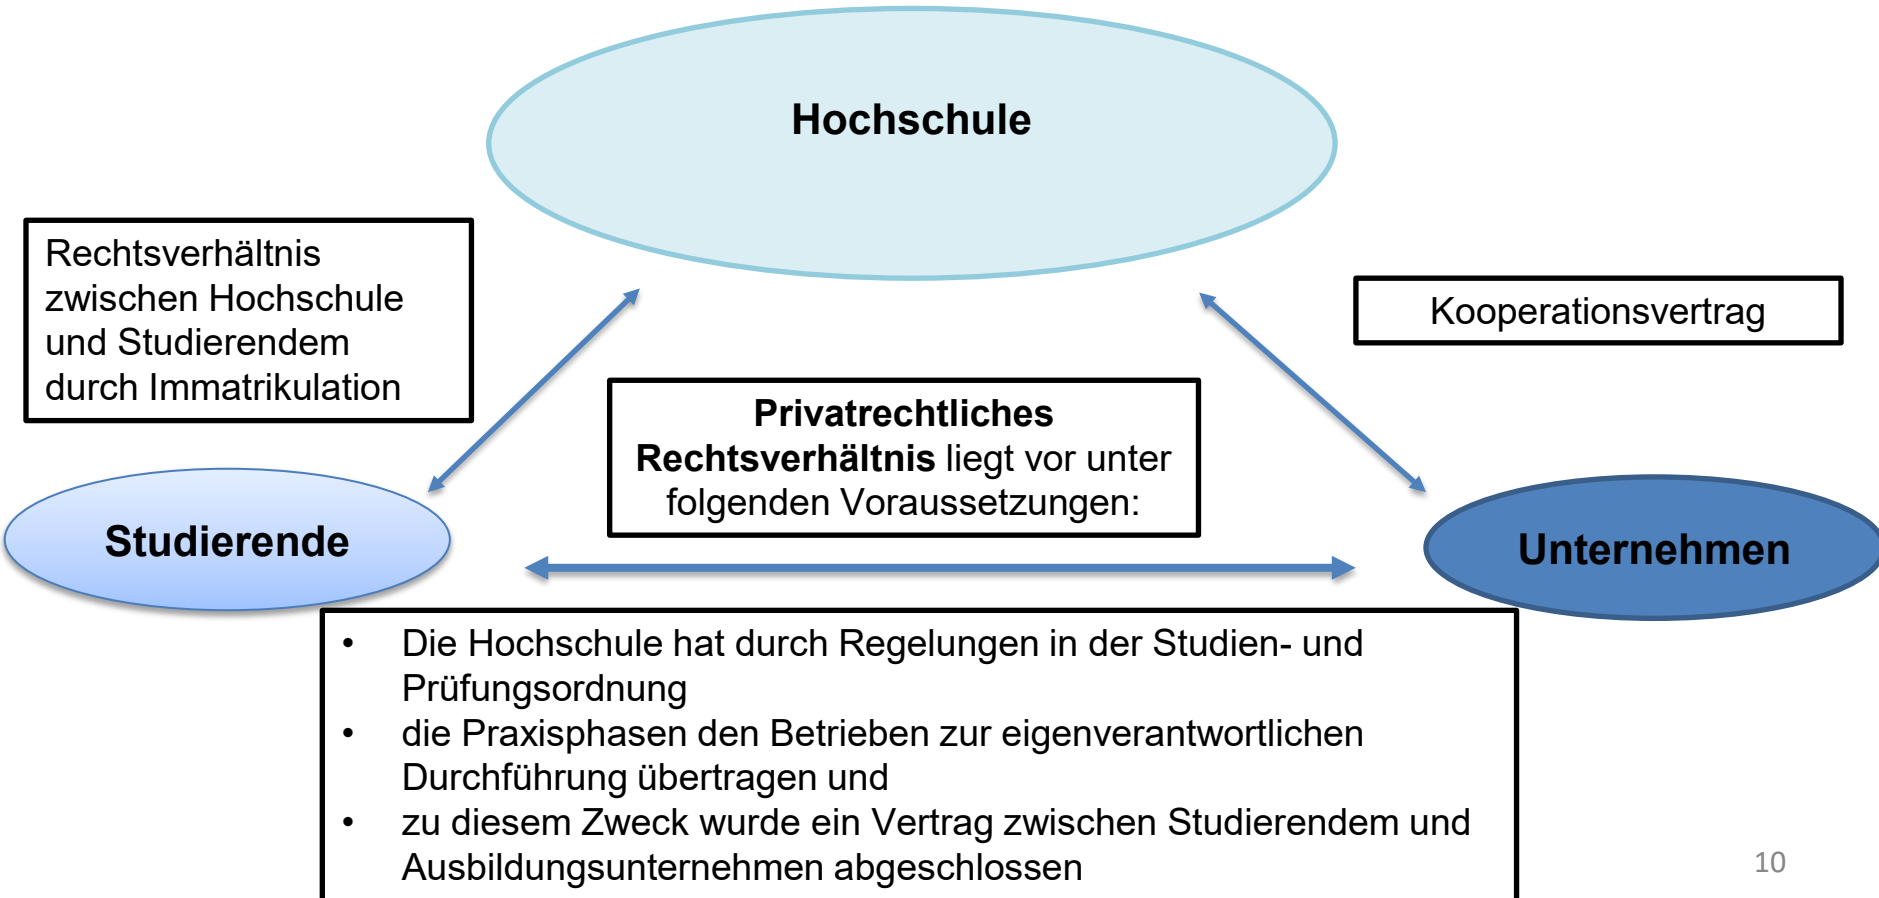 Hochschule
Rechtsverhältnis
zwischen Hochschule
und Studierendem
durch Immatrikulation
Kooperationsvertrag
Privatrechtliches
Rechtsverhältnis liegt vor unter
folgenden Voraussetzungen:
Studierende
Unternehmen
• Die Hochschule hat durch Regelungen in der Studien- und
Prüfungsordnung
• die Praxisphasen den Betrieben zur eigenverantwortlichen
Durchführung übertragen und
• zu diesem Zweck wurde ein Vertrag zwischen Studierendem und
Ausbildungsunternehmen abgeschlossen
10